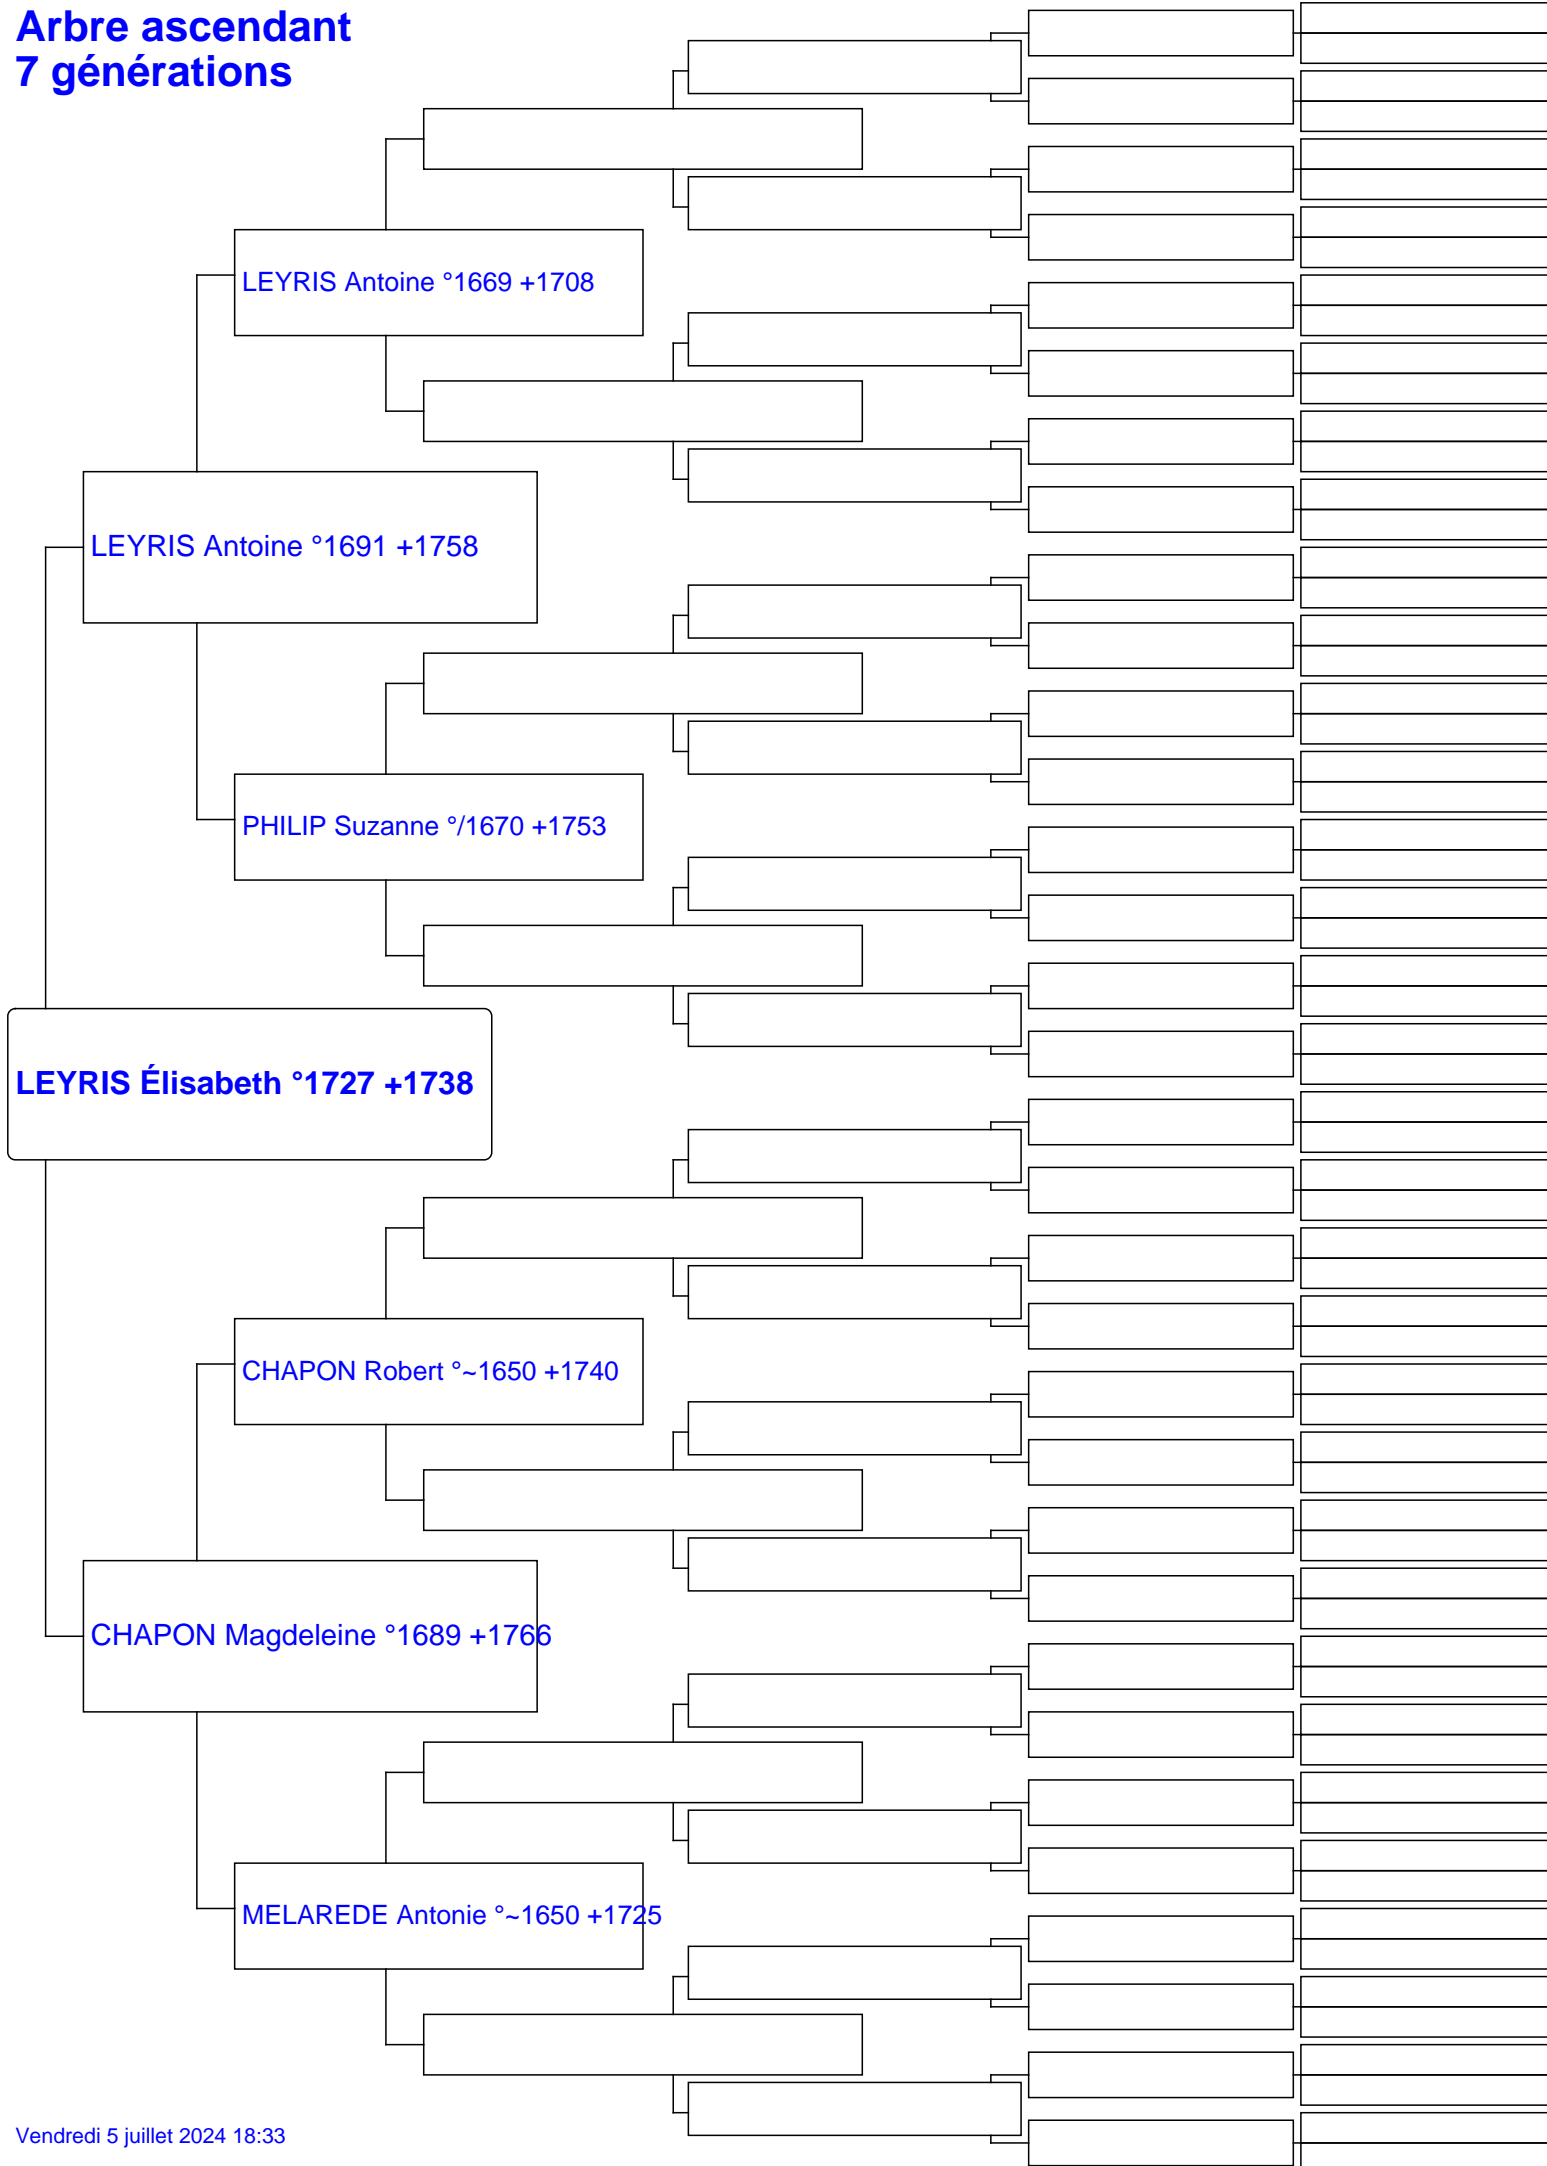 Arbre ascendant
7 générations
LEYRIS Antoine °1669 +1708
LEYRIS Antoine °1691 +1758
PHILIP Suzanne °/1670 +1753
LEYRIS Élisabeth °1727 +1738
CHAPON Robert °~1650 +1740
CHAPON Magdeleine °1689 +1766
MELAREDE Antonie °~1650 +1725
Vendredi 5 juillet 2024 18:33